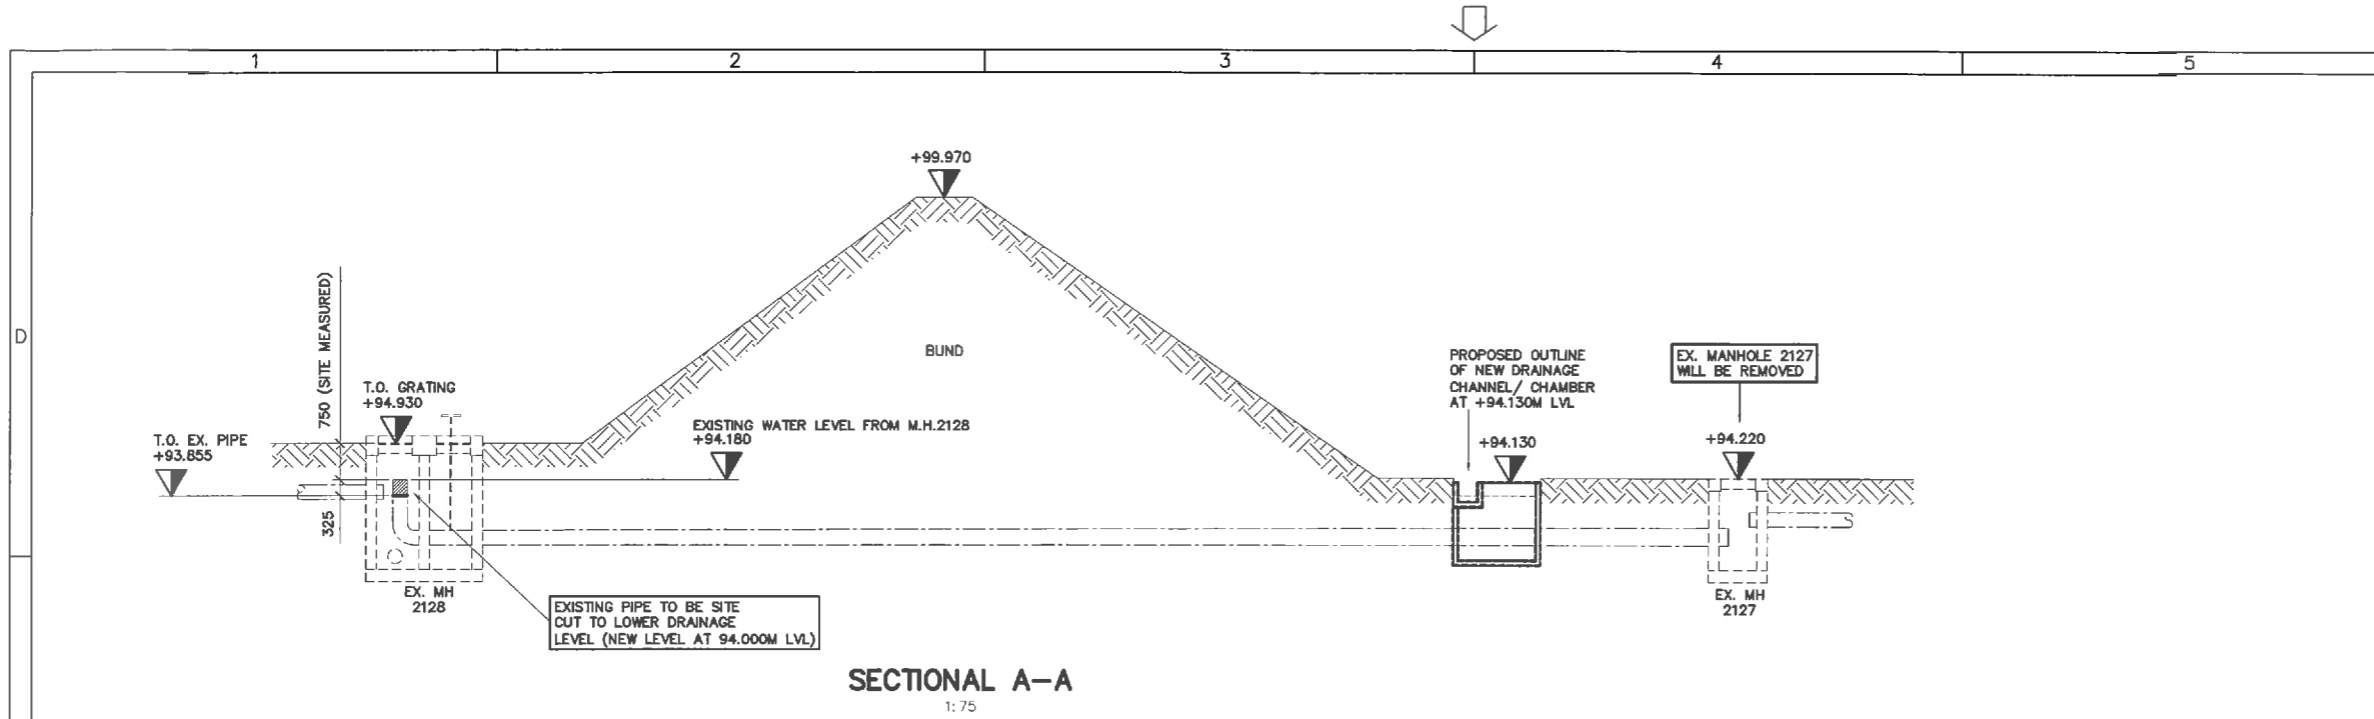 1 2 3 4 5
+99.970
D
750 (SITE MEASURED)
BUND
PROPOSED OUTLINE
OF NEW DRAINAGE
CHANNEL/ CHAMBER
AT +94.130M LVL
EX. MANHOLE 2127
WILL BE REMOVED
T.O. GRATING
+94.930
EXISTING WATER LEVEL FROM M.H.2128
+94.180
T.O. EX. PIPE
+93.855
+94.130
+94.220
325
EX. MH
2128
EX. MH
2127
EXISTING PIPE TO BE SITE
CUT TO LOWER DRAINAGE
LEVEL (NEW LEVEL AT 94.000M LVL)
SECTIONAL A-A
1:75